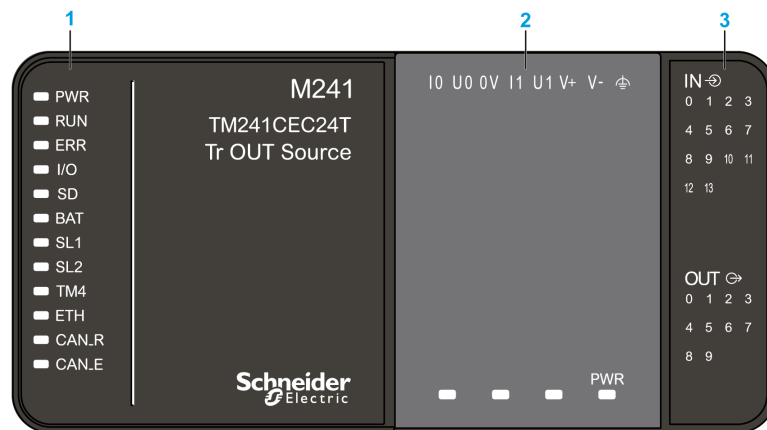 1 2 3
PWR
RUN
ERR
I/O
SD
BAT
SL1
SL2
TM4
ETH
CAN_R
CAN_E
M241
TM241CEC24T
Tr OUT Source
Schneider
Electric
I0 U0 0V I1 U1 V+ V-
PWR
IN
0 1 2 3
4 5 6 7
8 9 10 11
12 13
OUT
0 1 2 3
4 5 6 7
8 9